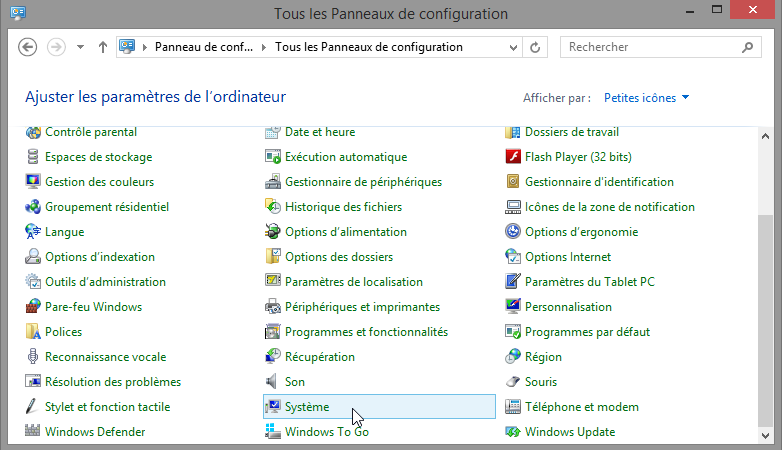 Tous les Panneaux de configuration
Panneau de conf... Tous les Panneaux de configuration Rechercher
Ajuster les paramètres de l'ordinateur Afficher par : Petites icônes
Contrôle parental Date et heure Dossiers de travail
Espaces de stockage Exécution automatique Flash Player (32 bits)
Gestion des couleurs Gestionnaire de périphériques Gestionnaire d'identification
Groupement résidentiel Historique des fichiers Icônes de la zone de notification
Langue Options d'alimentation Options d'ergonomie
Options d'indexation Options des dossiers Options Internet
Outils d'administration Paramètres de localisation Paramètres du Tablet PC
Pare-feu Windows Périphériques et imprimantes Personnalisation
Polices Programmes et fonctionnalités Programmes par défaut
Reconnaissance vocale Récupération Région
Résolution des problèmes Son Souris
Stylet et fonction tactile Système Téléphone et modem
Windows Defender Windows To Go Windows Update